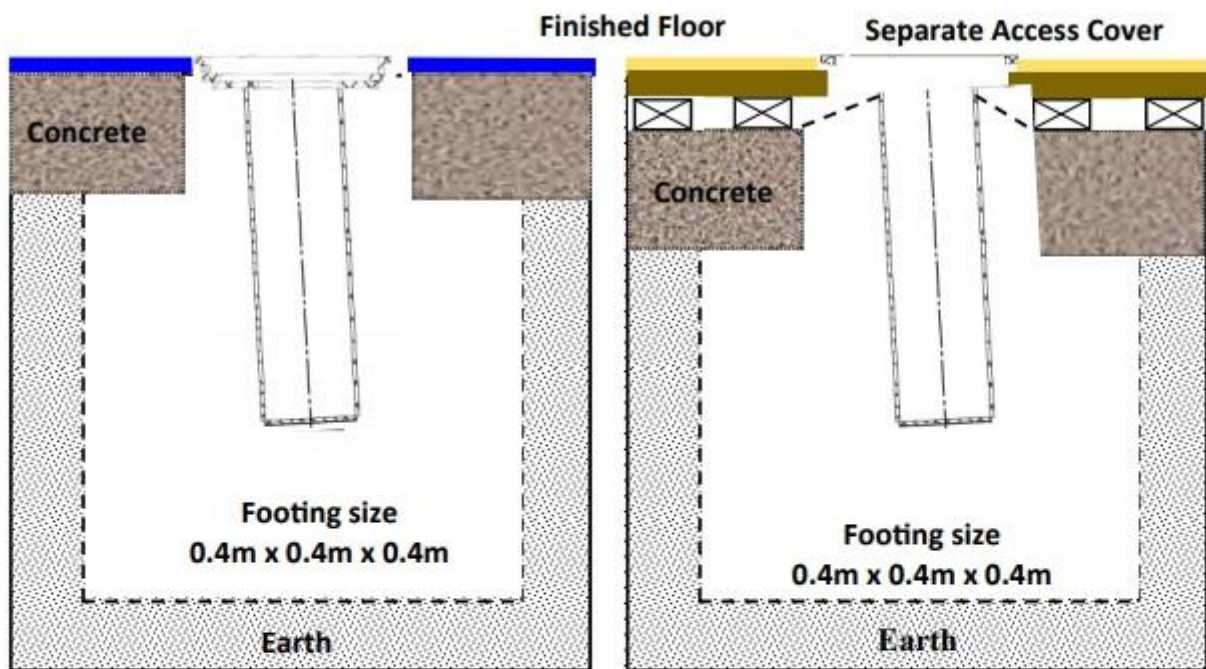 Finished Floor
Separate Access Cover
Concrete
Concrete
Footing size
0.4m x 0.4m x 0.4m
Footing size
0.4m x 0.4m x 0.4m
Earth
Earth